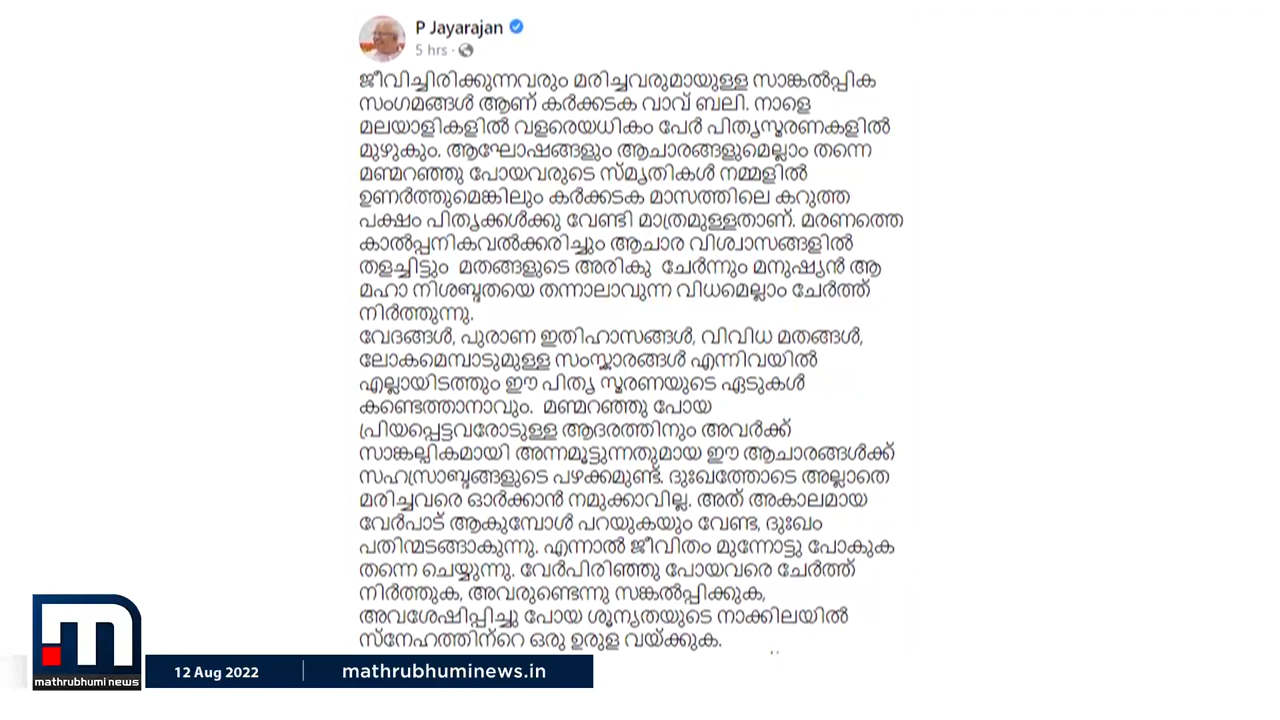 P Jayarajan
5 hrs ·
ജീവിച്ചിരിക്കുന്നവരും മരിച്ചവരുമായുള്ള സാങ്കൽപ്പിക
സംഗമങ്ങൾ ആണ് കർക്കടക വാവ് ബലി. നാളെ
മലയാളികളിൽ വളരെയധികം പേർ പിതൃസ്മരണകളിൽ
മുഴുകും. ആഘോഷങ്ങളും ആചാരങ്ങളുമെല്ലാം തന്നെ
മണ്മറഞ്ഞു പോയവരുടെ സ്മൃതികൾ നമ്മളിൽ
ഉണർത്തുമെങ്കിലും കർക്കടക മാസത്തിലെ കറുത്ത
പക്ഷം പിതൃക്കൾക്കു വേണ്ടി മാത്രമുള്ളതാണ്. മരണത്തെ
കാൽപ്പനികവൽക്കരിച്ചും ആചാര വിശ്വാസങ്ങളിൽ
തളച്ചിട്ടും മതങ്ങളുടെ അരികു ചേർന്നും മനുഷ്യൻ ആ
മഹാ നിശബ്ദതയെ തന്നാലാവുന്ന വിധമെല്ലാം ചേർത്ത്
നിർത്തുന്നു.
വേദങ്ങൾ, പുരാണ ഇതിഹാസങ്ങൾ, വിവിധ മതങ്ങൾ,
ലോകമെമ്പാടുമുള്ള സംസ്കാരങ്ങൾ എന്നിവയിൽ
എല്ലായിടത്തും ഈ പിതൃ സ്മരണയുടെ ഏടുകൾ
കണ്ടെത്താനാവും. മണ്മറഞ്ഞു പോയ
പ്രിയപ്പെട്ടവരോടുള്ള ആദരത്തിനും അവർക്ക്
സാങ്കല്പികമായി അന്നമൂട്ടുന്നതുമായ ഈ ആചാരങ്ങൾക്ക്
സഹസ്രാബ്ദങ്ങളുടെ പഴക്കമുണ്ട്. ദുഃഖത്തോടെ അല്ലാതെ
മരിച്ചവരെ ഓർക്കാൻ നമുക്കാവില്ല. അത് അകാലമായ
വേർപാട് ആകുമ്പോൾ പറയുകയും വേണ്ട, ദുഃഖം
പതിന്മടങ്ങാകുന്നു. എന്നാൽ ജീവിതം മുന്നോട്ടു പോകുക
തന്നെ ചെയ്യുന്നു. വേർപിരിഞ്ഞു പോയവരെ ചേർത്ത്
നിർത്തുക, അവരുണ്ടെന്നു സങ്കൽപ്പിക്കുക,
അവശേഷിപ്പിച്ചു പോയ ശൂന്യതയുടെ നാക്കിലയിൽ
സ്നേഹത്തിന്റെ ഒരു ഉരുള വയ്ക്കുക.
mathrubhumi news
12 Aug 2022
mathrubhuminews.in